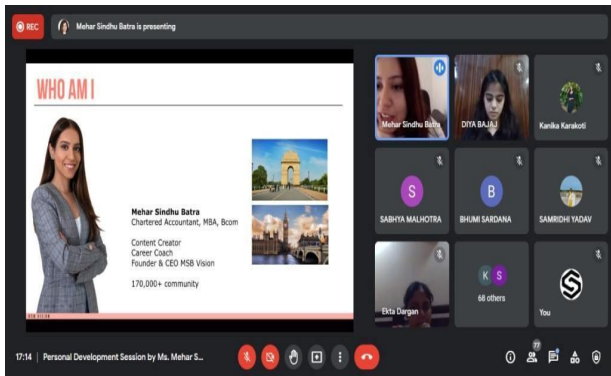 REC
Mehar Sindhu Batra is presenting
WHO AM I
Mehar Sindhu Batra
Chartered Accountant, MBA, Bcom
Content Creator
Career Coach
Founder & CEO MSB Vision
170,000+ community
MSB VISION
Mehar Sindhu Batra
DIYA BAJAJ
Kanika Karakoti
S
SABHYA MALHOTRA
B
BHUMI SARDANA
SAMRIDHI YADAV
Ekta Dargan
K S
68 others
S
You
17:14 | Personal Development Session by Ms. Mehar S...
77